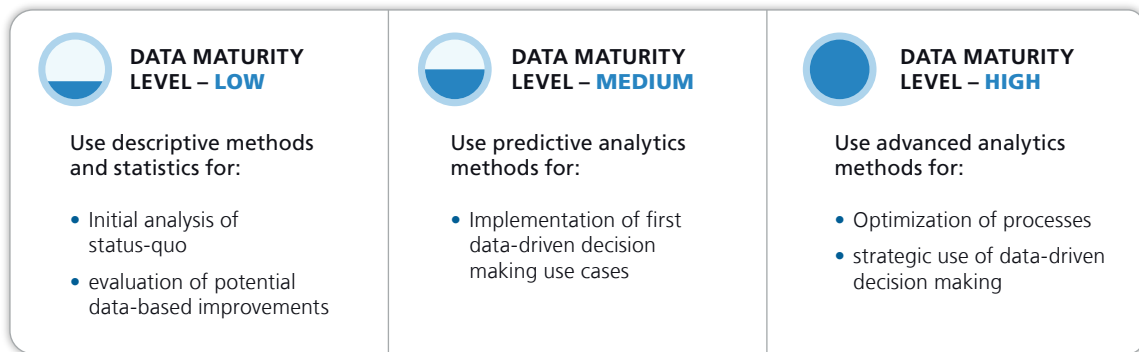 DATA MATURITY
LEVEL – LOW
Use descriptive methods
and statistics for:
• Initial analysis of
status-quo
• evaluation of potential
data-based improvements
DATA MATURITY
LEVEL – MEDIUM
Use predictive analytics
methods for:
• Implementation of first
data-driven decision
making use cases
DATA MATURITY
LEVEL – HIGH
Use advanced analytics
methods for:
• Optimization of processes
• strategic use of data-driven
decision making